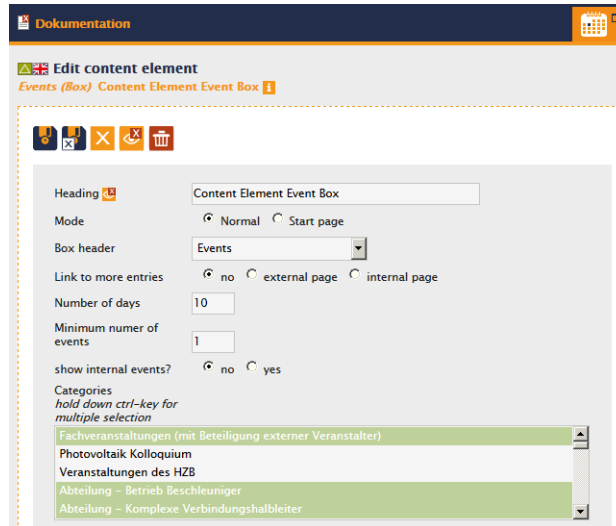 Dokumentation
Edit content element
Events (Box) Content Element Event Box i
Heading Content Element Event Box
Mode Normal Start page
Box header Events
Link to more entries no external page internal page
Number of days 10
Minimum numer of
events 1
show internal events? no yes
Categories
hold down ctrl-key for
multiple selection
Fachveranstaltungen (mit Beteiligung externer Veranstalter)
Photovoltaik Kolloquium
Veranstaltungen des HZB
Abteilung - Betrieb Beschleuniger
Abteilung - Komplexe Verbindungshalbleiter